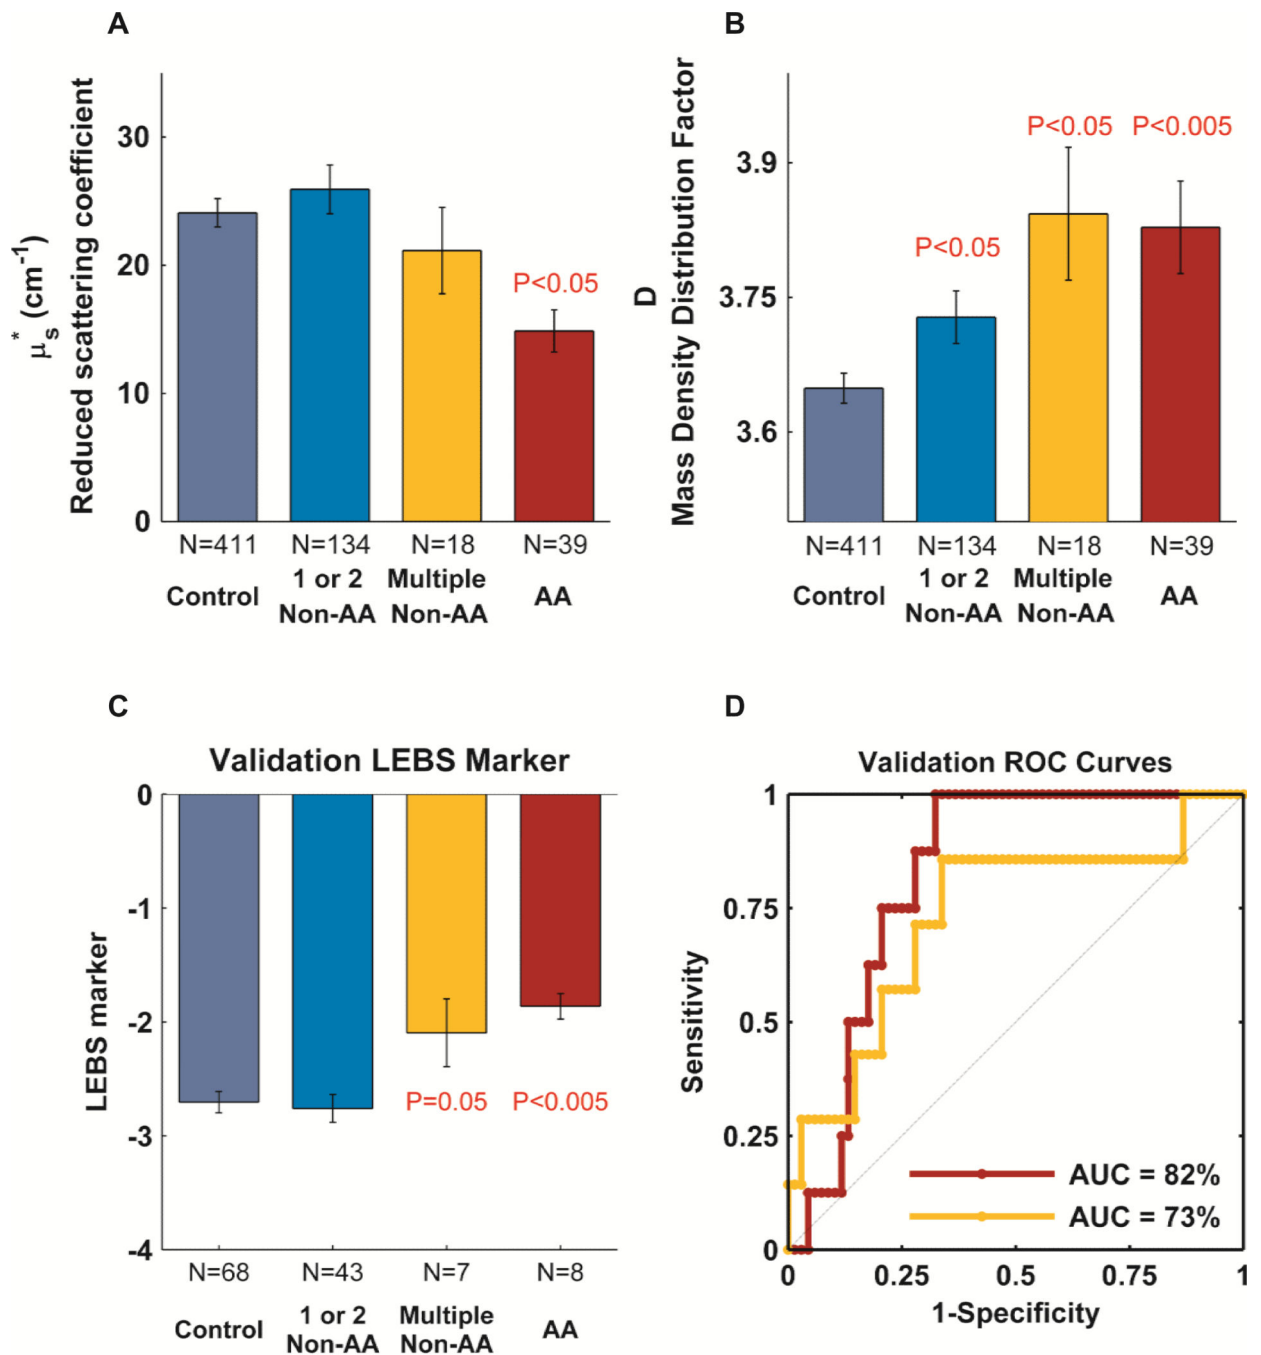 A
μs* (cm-1)
Reduced scattering coefficient
30
20
10
0
P<0.05
N=411
N=134
N=18
N=39
Control
1 or 2
Non-AA
Multiple
Non-AA
AA
B
D
Mass Density Distribution Factor
3.9
3.75
3.6
P<0.05
P<0.05
P<0.005
N=411
N=134
N=18
N=39
Control
1 or 2
Non-AA
Multiple
Non-AA
AA
C
Validation LEBS Marker
LEBS marker
0
-1
-2
-3
-4
P=0.05
P<0.005
N=68
N=43
N=7
N=8
Control
1 or 2
Non-AA
Multiple
Non-AA
AA
D
Validation ROC Curves
Sensitivity
1
0.75
0.5
0.25
0
AUC = 82%
AUC = 73%
0
0.25
0.5
0.75
1
1-Specificity